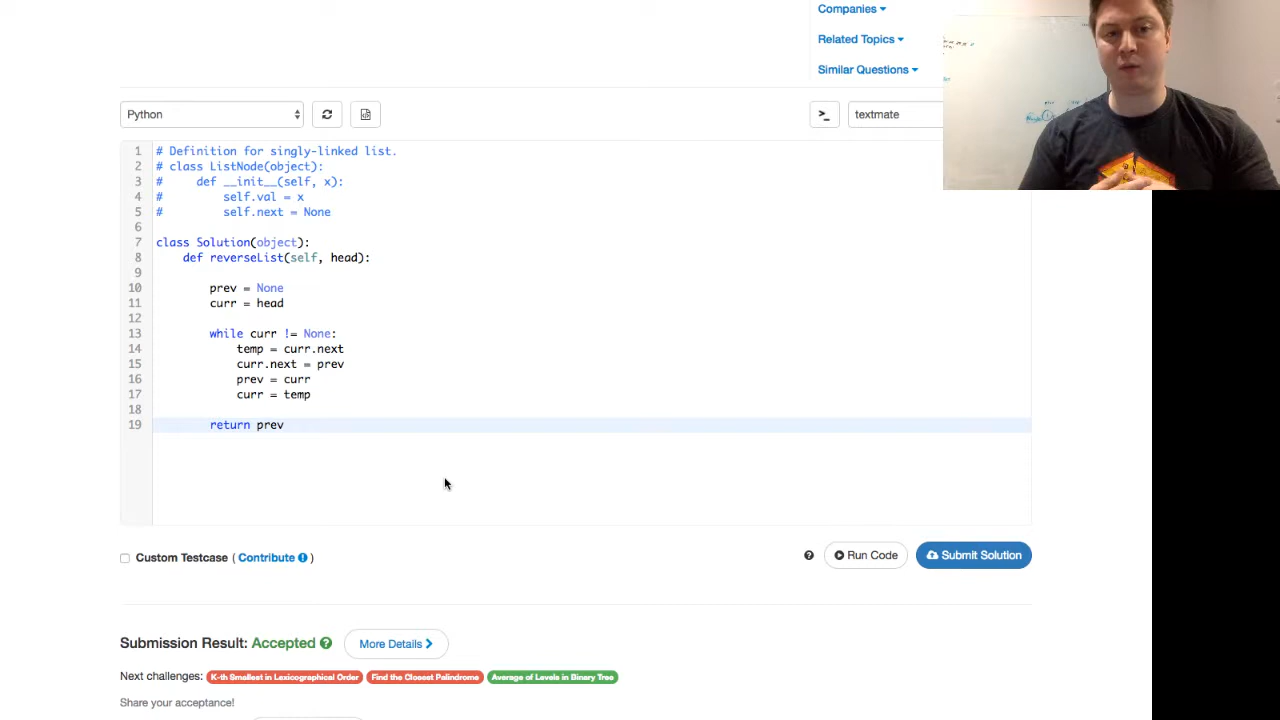 Companies
Related Topics
Similar Questions
Python
>_
textmate
1 # Definition for singly-linked list.
2 # class ListNode(object):
3 #     def __init__(self, x):
4 #         self.val = x
5 #         self.next = None
6
7 class Solution(object):
8     def reverseList(self, head):
9
10         prev = None
11         curr = head
12
13         while curr != None:
14             temp = curr.next
15             curr.next = prev
16             prev = curr
17             curr = temp
18
19         return prev
Custom Testcase ( Contribute )
Run Code
Submit Solution
Submission Result: Accepted
More Details
Next challenges: K-th Smallest in Lexicographical Order Find the Closest Palindrome Average of Levels in Binary Tree
Share your acceptance!